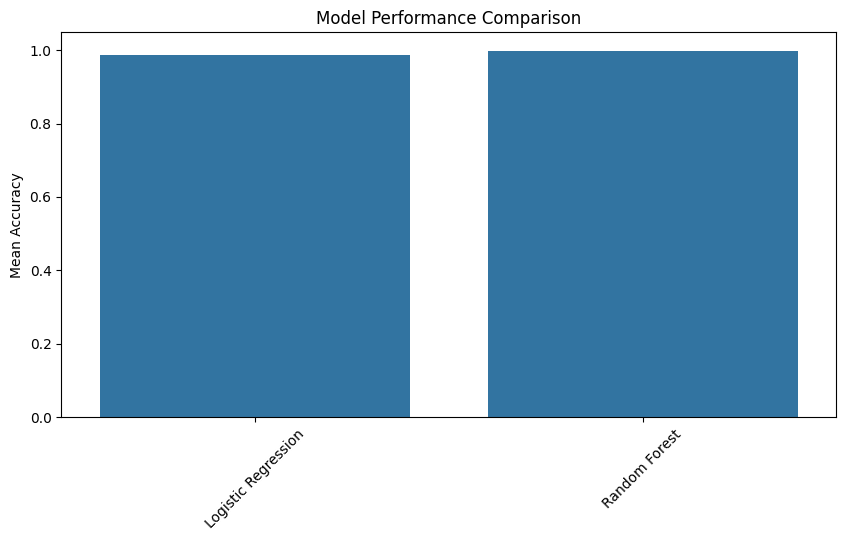 Model Performance Comparison
Mean Accuracy
1.0
0.8
0.6
0.4
0.2
0.0
Logistic Regression
Random Forest